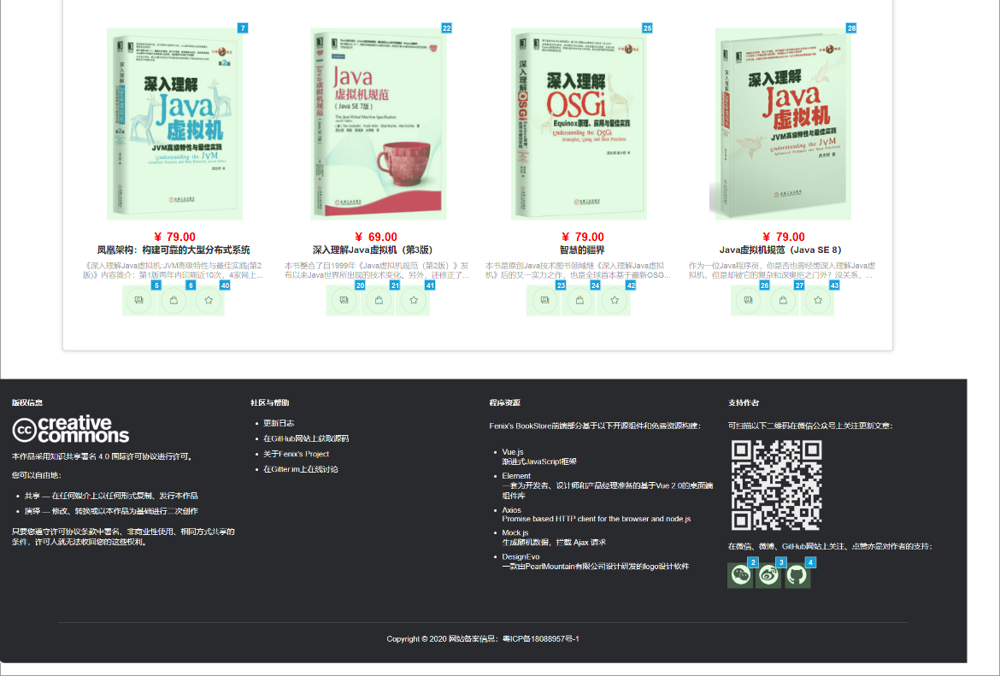 7
22
25
28
第2版
深入理解
Java
虚拟机
JVM高级特性与最佳实践
Understanding the JVM
Java
虚拟机规范
（Java SE 7版）
The Java Virtual Machine Specification
深入理解
OSGi
Equinox原理、应用与最佳实践
Understanding the OSGi
Principles, Using and Best Practices
深入理解
Java
虚拟机
JVM高级特性与最佳实践
Understanding the JVM
Advanced Features and Best Practices
周志明 著
¥ 79.00
¥ 69.00
¥ 79.00
¥ 79.00
凤凰架构：构建可靠的大型分布式系统
深入理解Java虚拟机（第3版）
智慧的疆界
Java虚拟机规范（Java SE 8）
《深入理解Java虚拟机:JVM高级特性与最佳实践(第2
版)》内容简介：第1版两年内印刷近10次，4家网上...
本书整合了自1999年《Java虚拟机规范（第2版）》发
布以来Java世界所出现的技术变化。另外，还修正了...
本书是原创Java技术图书领域继《深入理解Java虚拟
机》后的又一实力之作，也是全球首本基于最新OSG...
作为一位Java程序员，你是否也曾经想深入理解Java虚
拟机，但是却被它的复杂和深奥拒之门外？没关系，...
5
6
40
20
21
41
23
24
42
26
27
43
版权信息
creative
commons
cc
本作品采用知识共享署名 4.0 国际许可协议进行许可。
您可以自由地：
• 共享 — 在任何媒介上以任何形式复制、发行本作品
• 演绎 — 修改、转换或以本作品为基础进行二次创作
只要您遵守许可协议条款中署名、非商业性使用、相同方式共享的
条件，许可人就无法收回您的这些权利。
社区与帮助
• 更新日志
• 在GitHub网站上获取源码
• 关于Fenix's Project
• 在Gitter.im上在线讨论
程序资源
Fenix's BookStore前端部分基于以下开源组件和免费资源构建：
• Vue.js
渐进式JavaScript框架
• Element
一套为开发者、设计师和产品经理准备的基于Vue 2.0的桌面端
组件库
• Axios
Promise based HTTP client for the browser and node.js
• Mock.js
生成随机数据，拦截 Ajax 请求
• DesignEvo
一款由PearlMountain有限公司设计研发的logo设计软件
支持作者
可扫描以下二维码在微信公众号上关注更新文章：
在微信、微博、GitHub网站上关注、点赞亦是对作者的支持：
2
3
4
Copyright © 2020 网站备案信息：粤ICP备18088957号-1